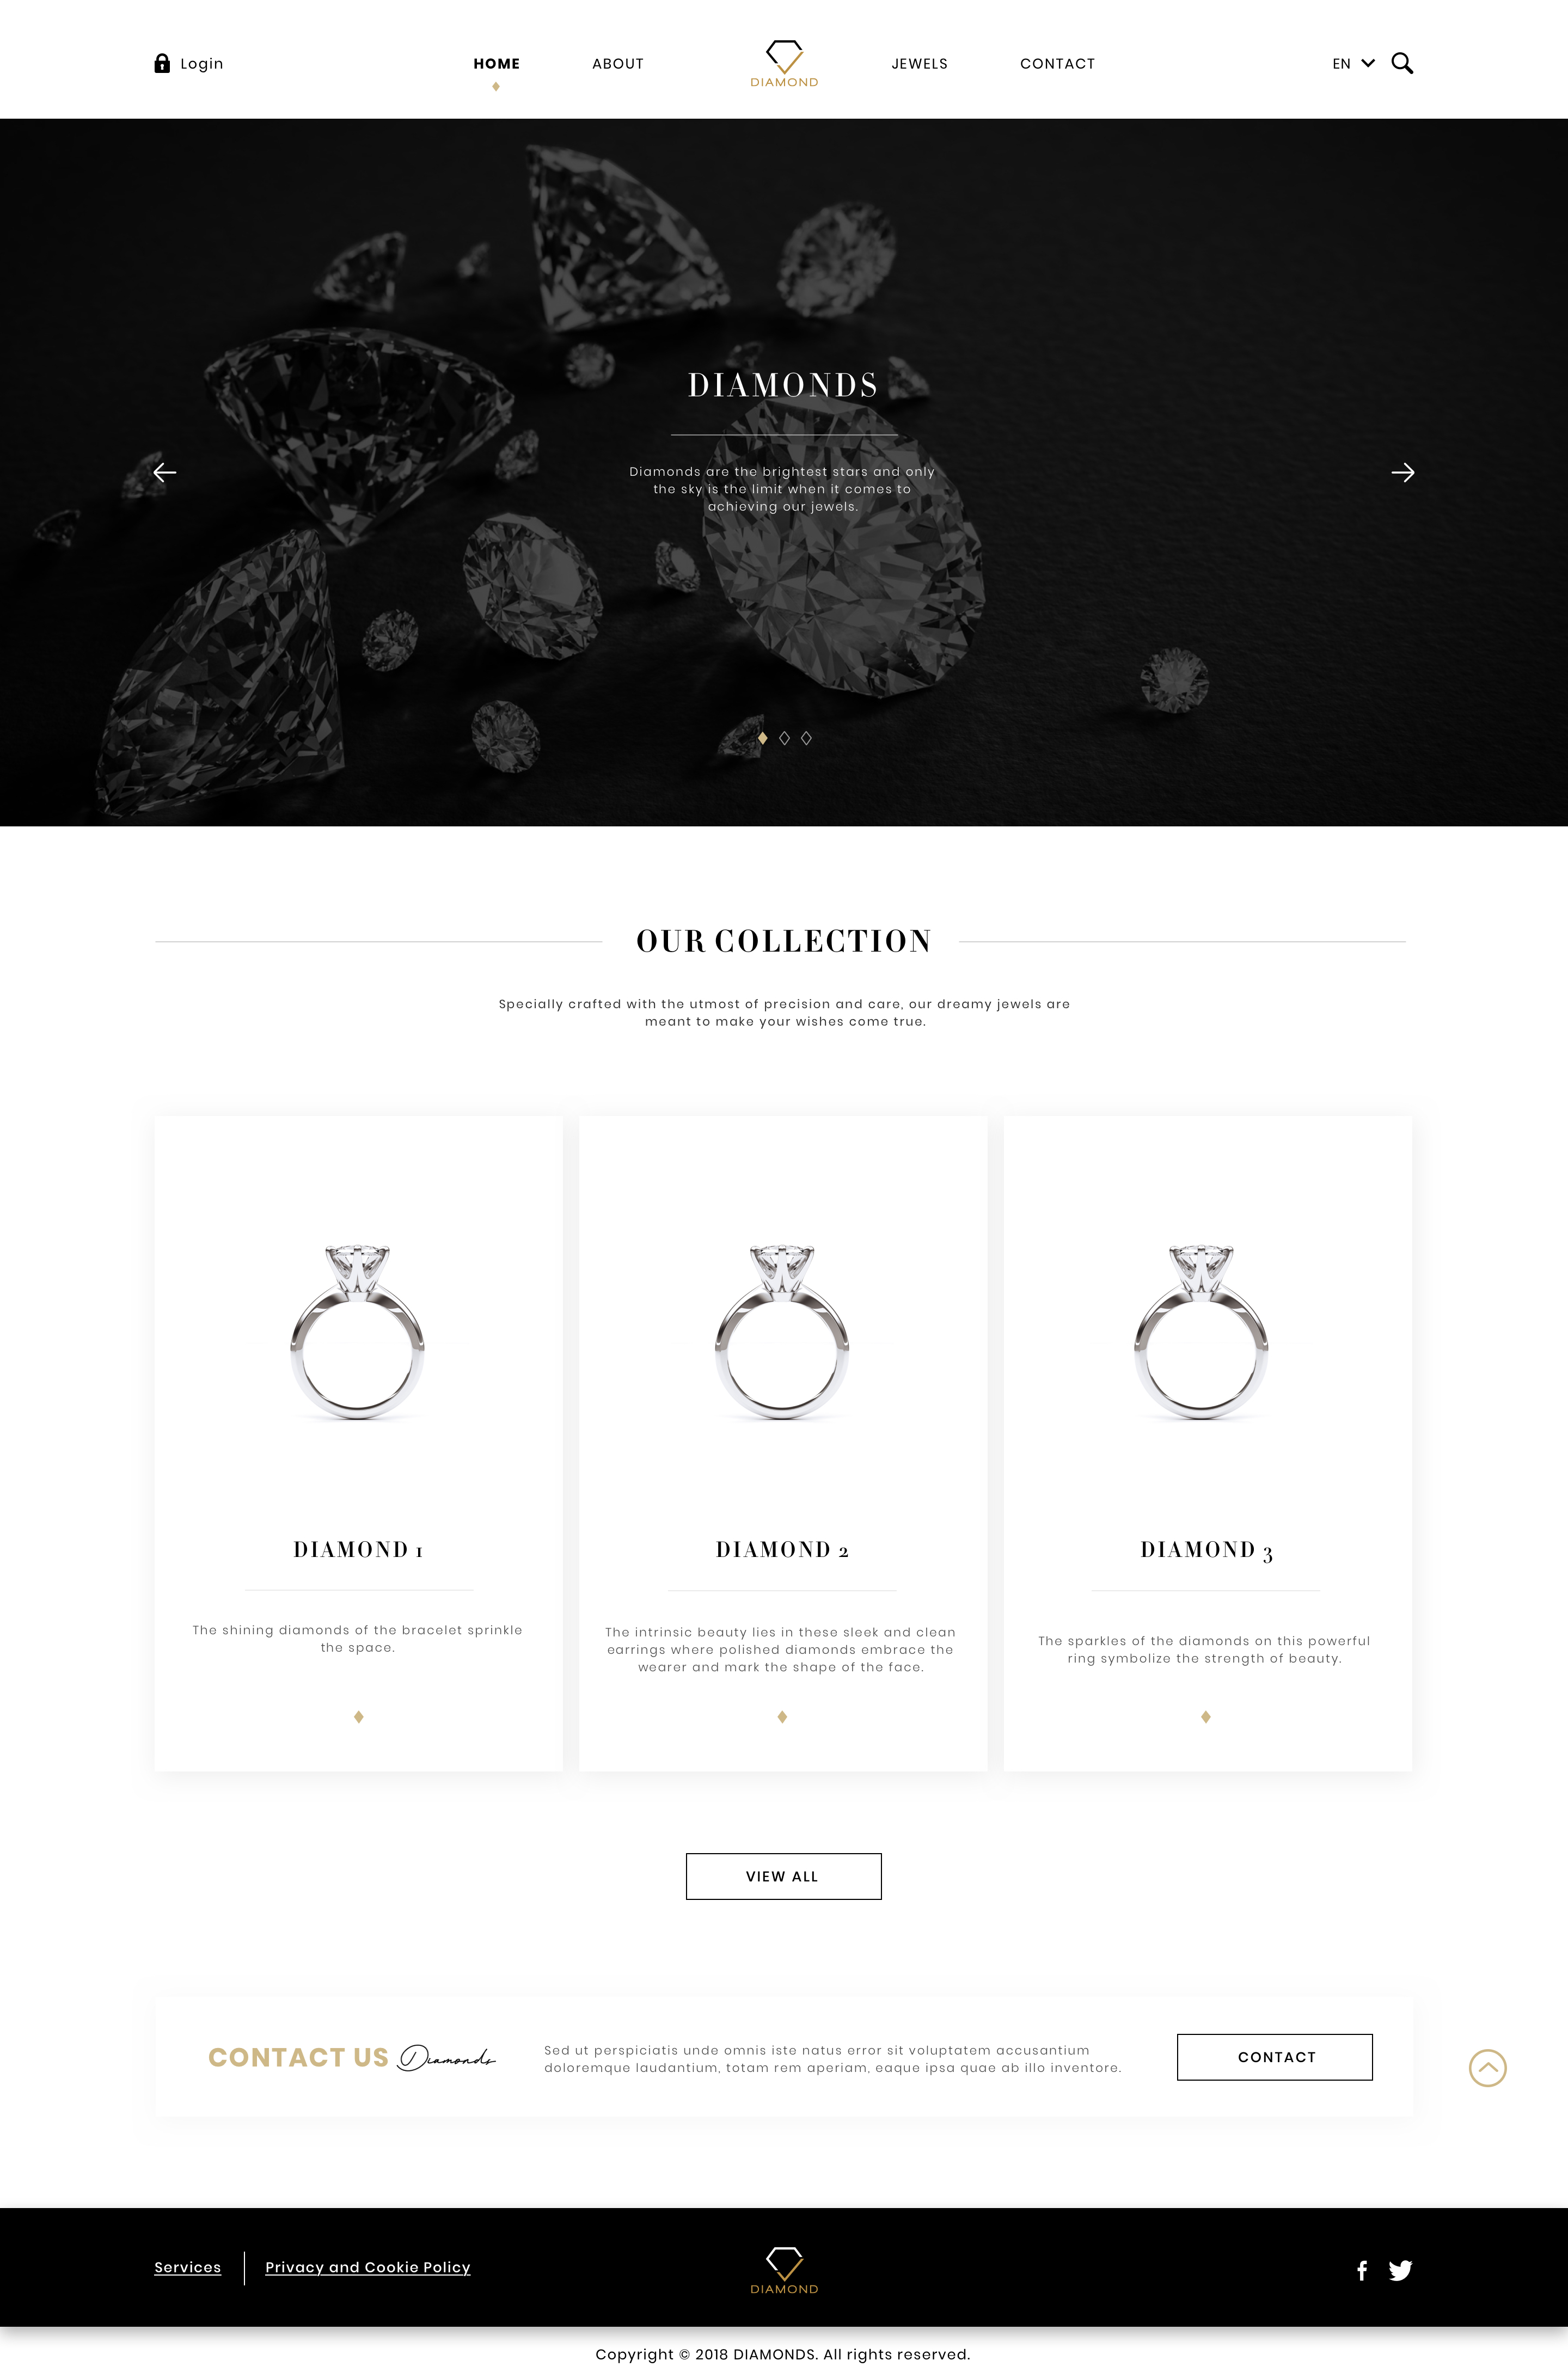 Login
HOME
ABOUT
DIAMOND
JEWELS
CONTACT
EN
DIAMONDS
Diamonds are the brightest stars and only
the sky is the limit when it comes to
achieving our jewels.
OUR COLLECTION
Specially crafted with the utmost of precision and care, our dreamy jewels are
meant to make your wishes come true.
DIAMOND 1
The shining diamonds of the bracelet sprinkle
the space.
DIAMOND 2
The intrinsic beauty lies in these sleek and clean
earrings where polished diamonds embrace the
wearer and mark the shape of the face.
DIAMOND 3
The sparkles of the diamonds on this powerful
ring symbolize the strength of beauty.
VIEW ALL
CONTACT US Diamonds
Sed ut perspiciatis unde omnis iste natus error sit voluptatem accusantium
doloremque laudantium, totam rem aperiam, eaque ipsa quae ab illo inventore.
CONTACT
Services
Privacy and Cookie Policy
DIAMOND
Copyright © 2018 DIAMONDS. All rights reserved.